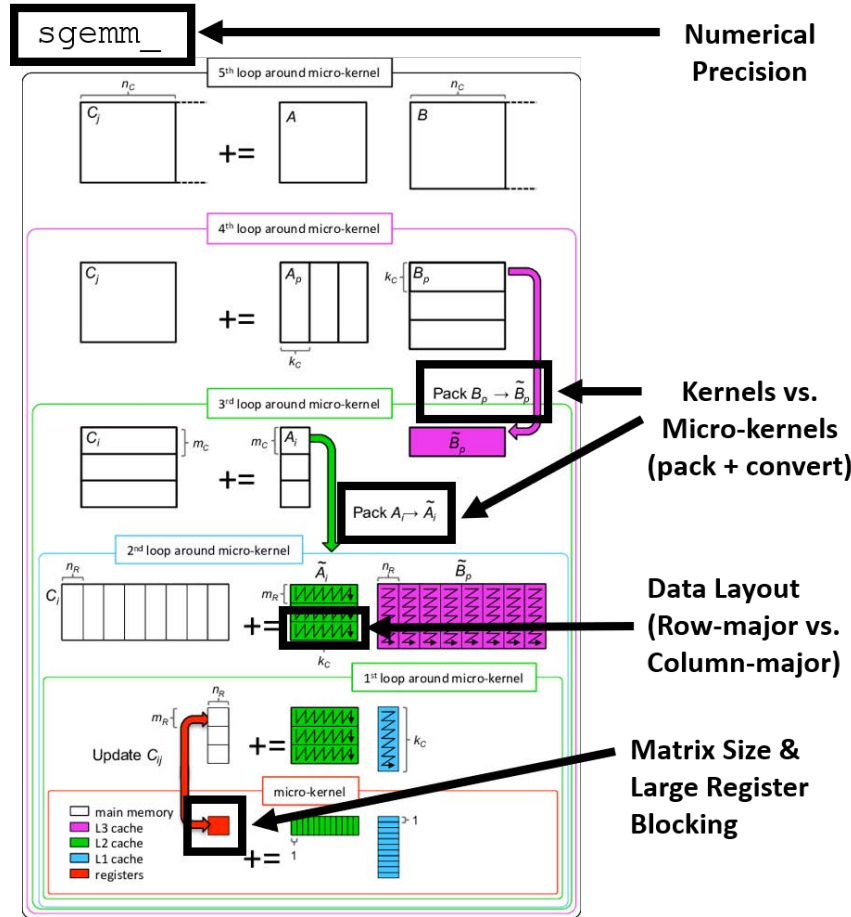 sgemm_
Numerical
Precision
5th loop around micro-kernel
nC
nC
Cj
A
B
+=
4th loop around micro-kernel
Cj
Ap
Bp
kC
+=
kC
Pack Bp → B̃p
Kernels vs.
Micro-kernels
(pack + convert)
3rd loop around micro-kernel
Ci
mC
mC
Ai
B̃p
+=
Pack Ai → Ãi
2nd loop around micro-kernel
nR
Ãi
nR
B̃p
Ci
mR
+=
kC
Data Layout
(Row-major vs.
Column-major)
1st loop around micro-kernel
nR
mR
+=
kC
Update Cij
Matrix Size &
Large Register
Blocking
micro-kernel
main memory
L3 cache
L2 cache
L1 cache
registers
+=
1
1